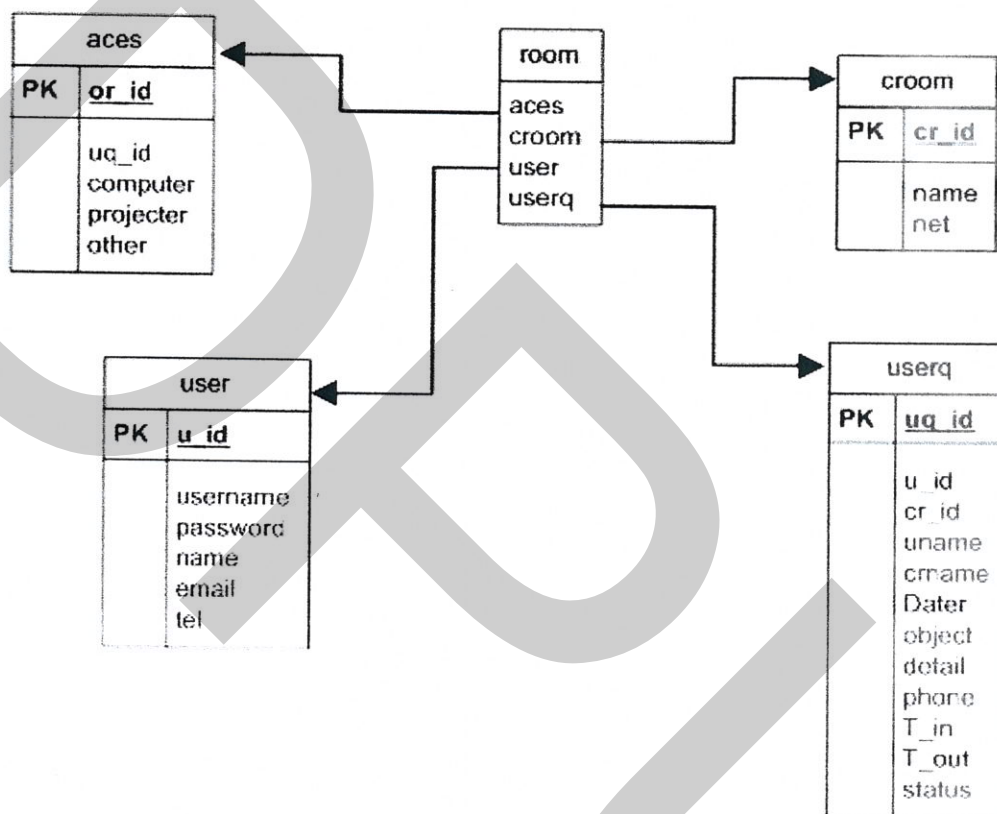 aces
PK or_id
uq_id
computer
projecter
other
room
aces
croom
user
userq
croom
PK cr_id
name
net
user
PK u_id
username
password
name
email
tel
userq
PK uq_id
u_id
cr_id
uname
crname
Dater
object
detail
phone
T_in
T_out
status